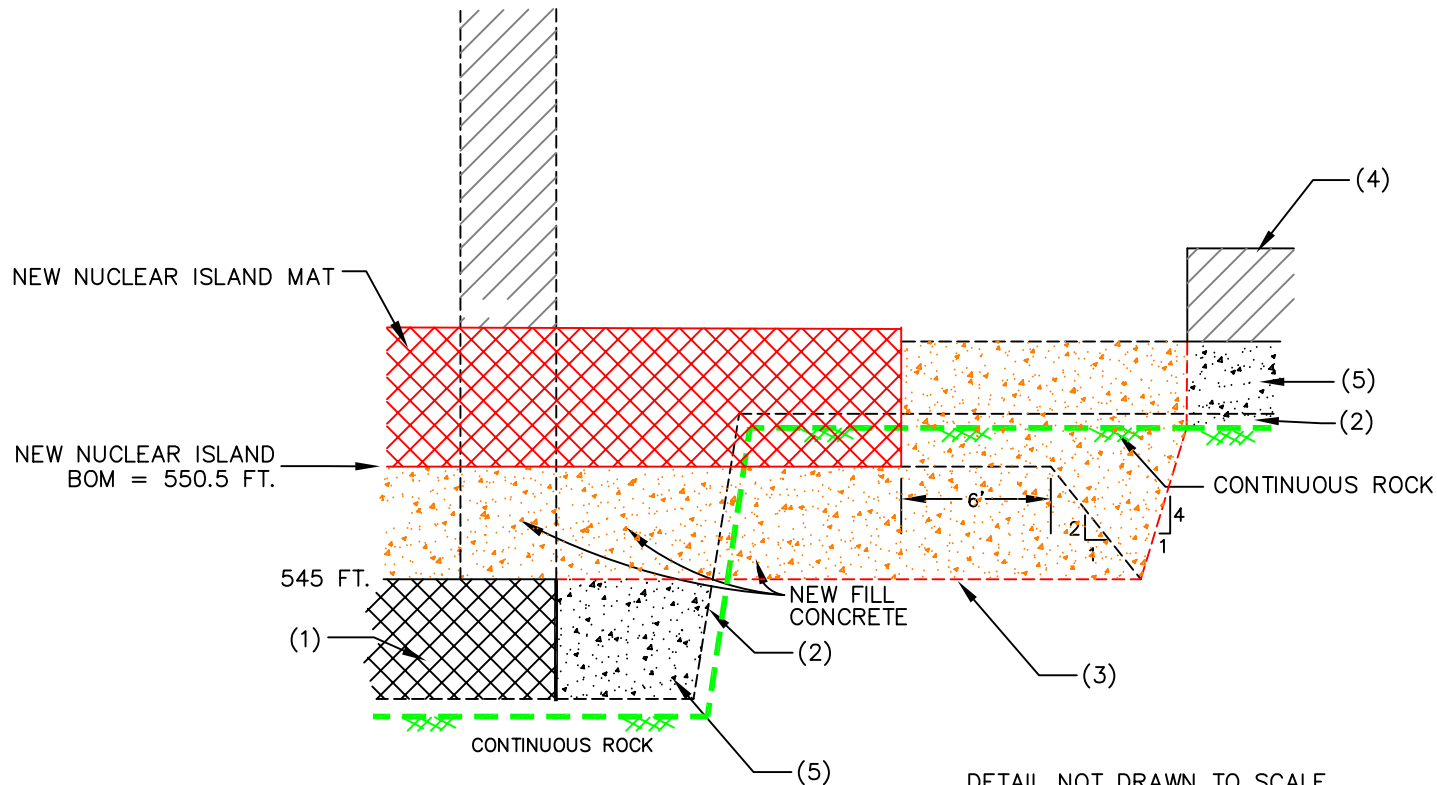 (4)
NEW NUCLEAR ISLAND MAT
(5)
(2)
NEW NUCLEAR ISLAND
BOM = 550.5 FT.
CONTINUOUS ROCK
6'
2
1
4
1
545 FT.
NEW FILL
CONCRETE
(1)
(2)
(3)
CONTINUOUS ROCK
(5)
DETAIL NOT DRAWN TO SCALE